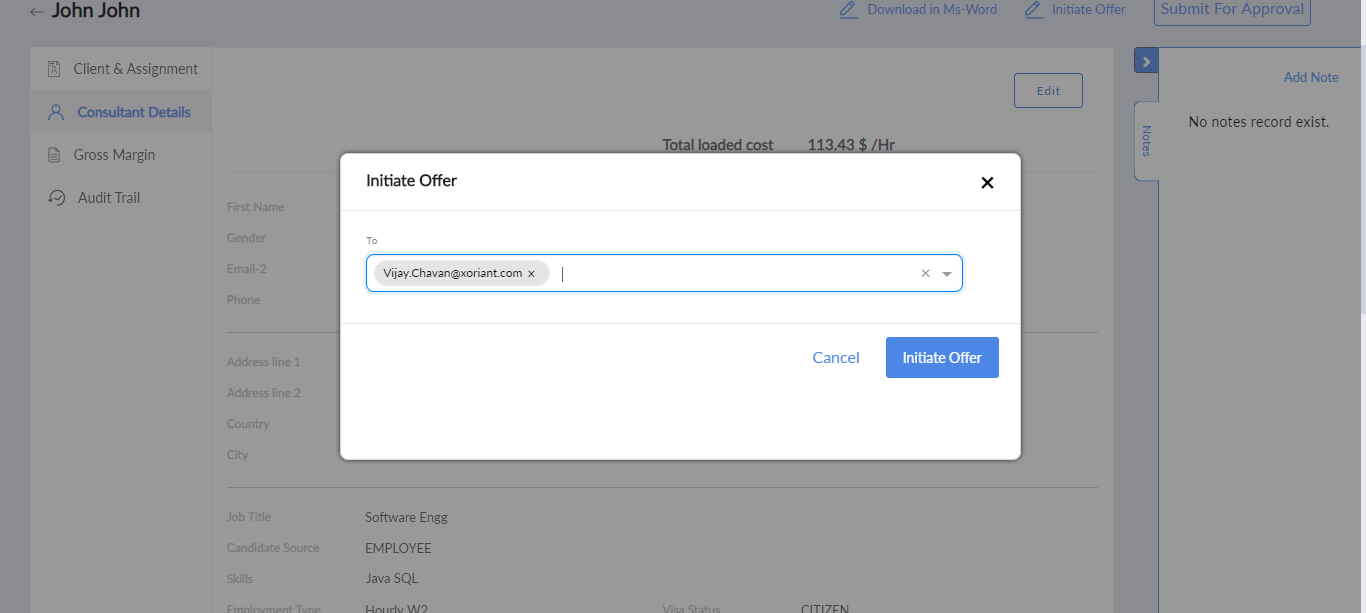 John John
Download in Ms-Word
Initiate Offer
Submit For Approval
Client & Assignment
Consultant Details
Gross Margin
Audit Trail
Edit
Total loaded cost 113.43 $ /Hr
Initiate Offer
To
Vijay.Chavan@xoriant.com
Cancel
Initiate Offer
First Name
Gender
Email-2
Phone
Address line 1
Address line 2
Country
City
Job Title Software Engg
Candidate Source EMPLOYEE
Skills Java SQL
Employment Type Hourly W2 Visa Status CITIZEN
Add Note
No notes record exist.
Notes